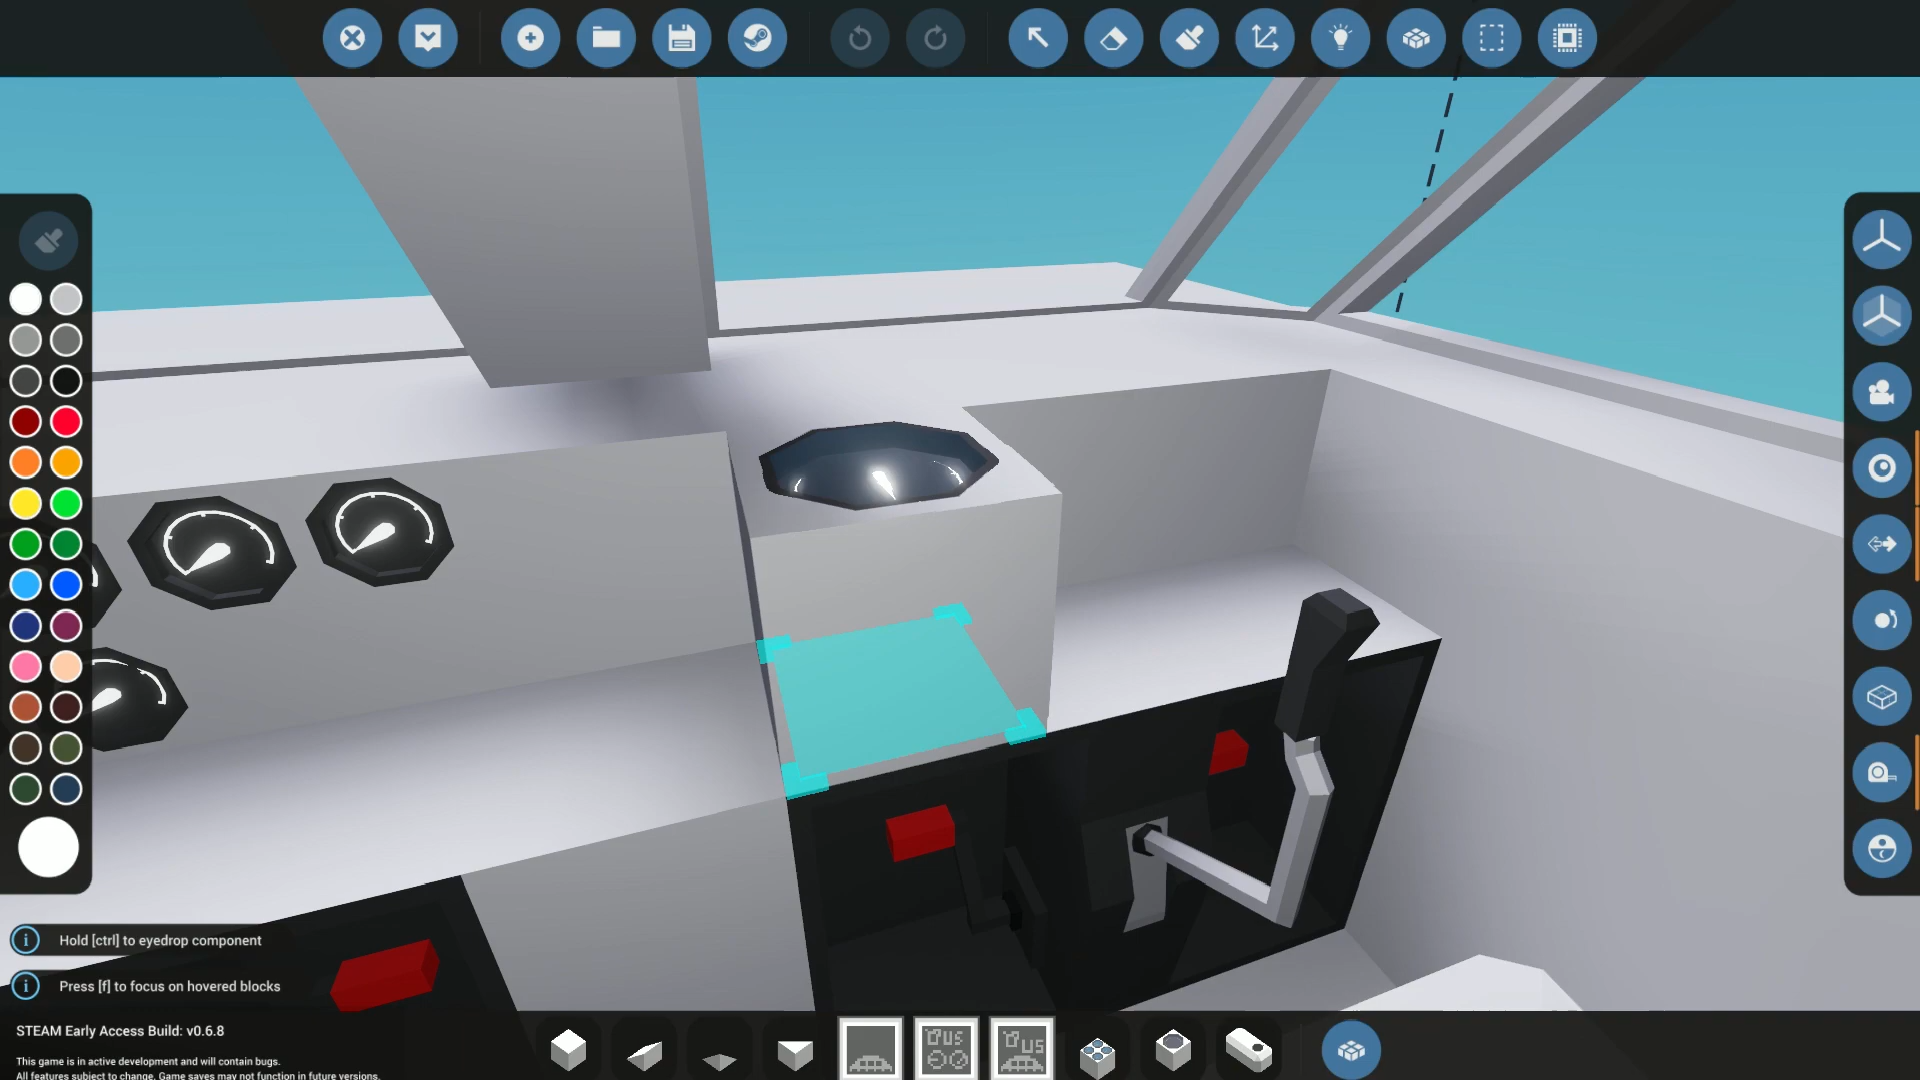 Hold [ctrl] to eyedrop component
Press [f] to focus on hovered blocks
STEAM Early Access Build: v0.6.8
This game is in active development and will contain bugs.
All features subject to change. Game saves may not function in future versions.